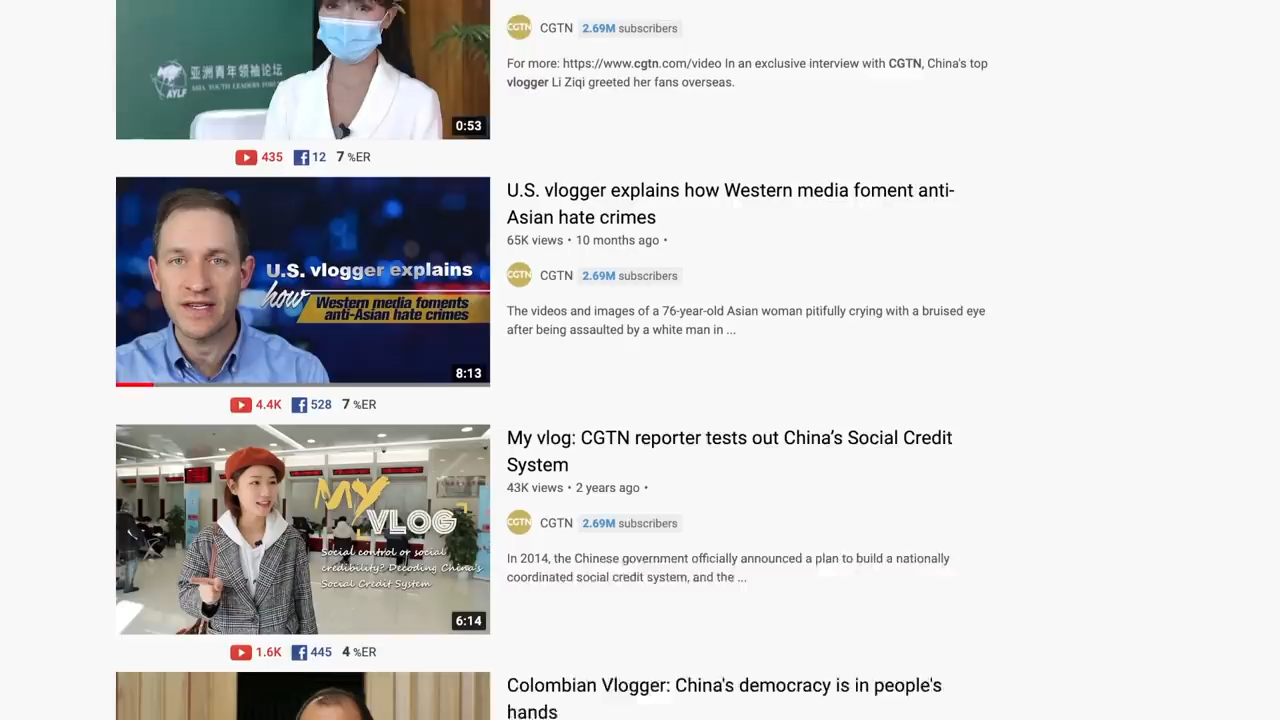 亚洲青年领袖论坛
AYLF
ASIA YOUTH LEADERS FORUM
0:53
CGTN CGTN 2.69M subscribers
For more: https://www.cgtn.com/video In an exclusive interview with CGTN, China's top
vlogger Li Ziqi greeted her fans overseas.
435 12 7 %ER
U.S. vlogger explains
how Western media foments
anti-Asian hate crimes
8:13
U.S. vlogger explains how Western media foment anti-
Asian hate crimes
65K views • 10 months ago •
CGTN CGTN 2.69M subscribers
The videos and images of a 76-year-old Asian woman pitifully crying with a bruised eye
after being assaulted by a white man in ...
4.4K 528 7 %ER
MY
VLOG
Social control or social
credibility? Decoding China's
Social Credit System
6:14
My vlog: CGTN reporter tests out China’s Social Credit
System
43K views • 2 years ago •
CGTN CGTN 2.69M subscribers
In 2014, the Chinese government officially announced a plan to build a nationally
coordinated social credit system, and the ...
1.6K 445 4 %ER
Colombian Vlogger: China's democracy is in people's
hands